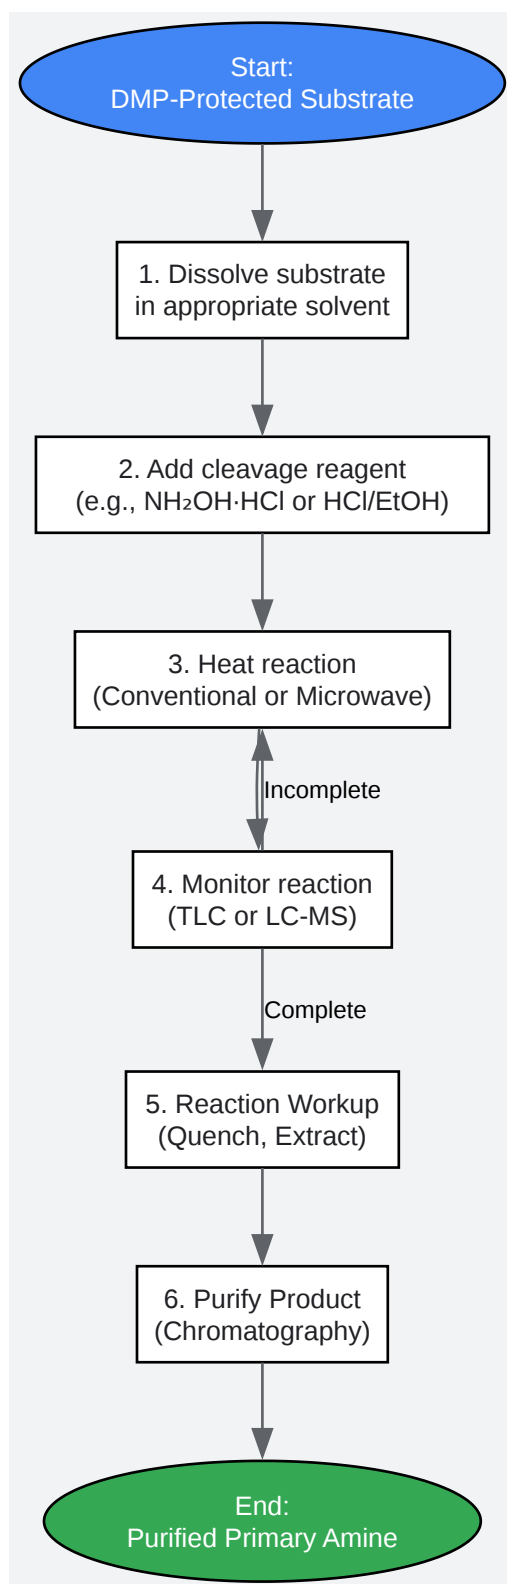 Start:
DMP-Protected Substrate
1. Dissolve substrate
in appropriate solvent
2. Add cleavage reagent
(e.g., NH₂OH·HCl or HCl/EtOH)
3. Heat reaction
(Conventional or Microwave)
Incomplete
4. Monitor reaction
(TLC or LC-MS)
Complete
5. Reaction Workup
(Quench, Extract)
6. Purify Product
(Chromatography)
End:
Purified Primary Amine